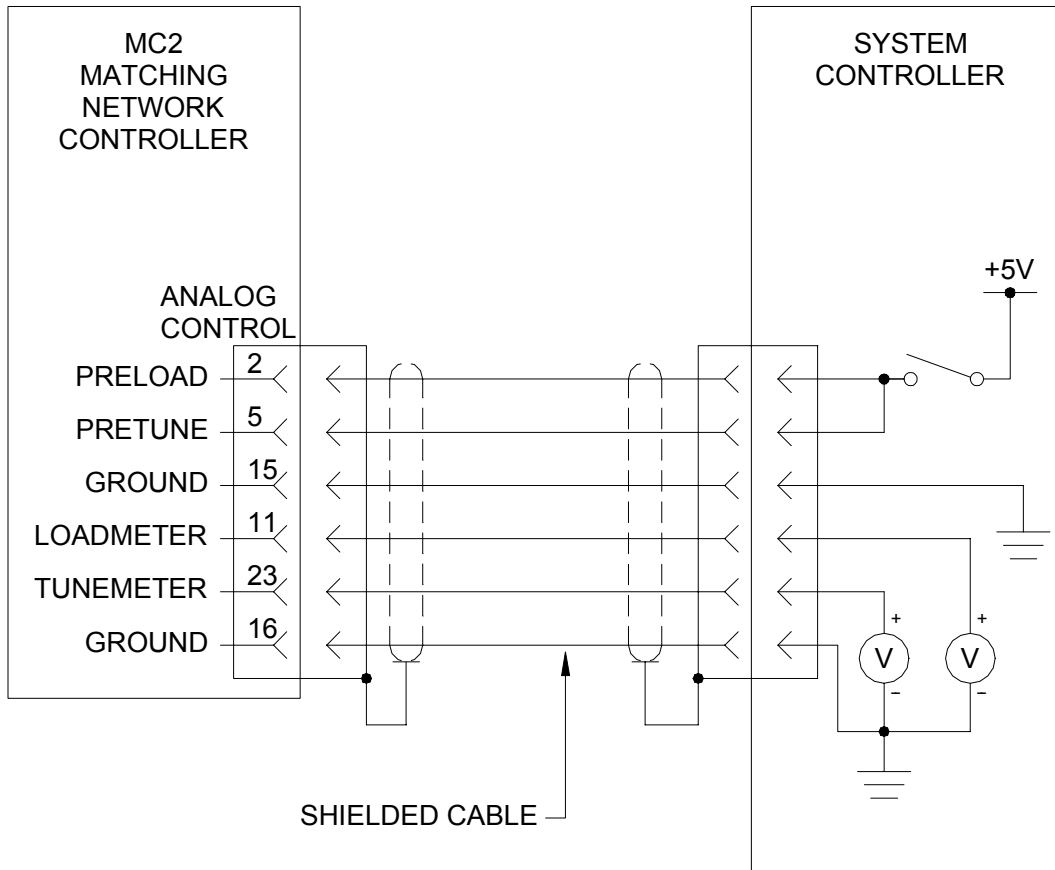 MC2
MATCHING
NETWORK
CONTROLLER
SYSTEM
CONTROLLER
+5V
ANALOG
CONTROL
PRELOAD 2
PRETUNE 5
GROUND 15
LOADMETER 11
TUNEMETER 23
GROUND 16
+ +
V V
– –
SHIELDED CABLE